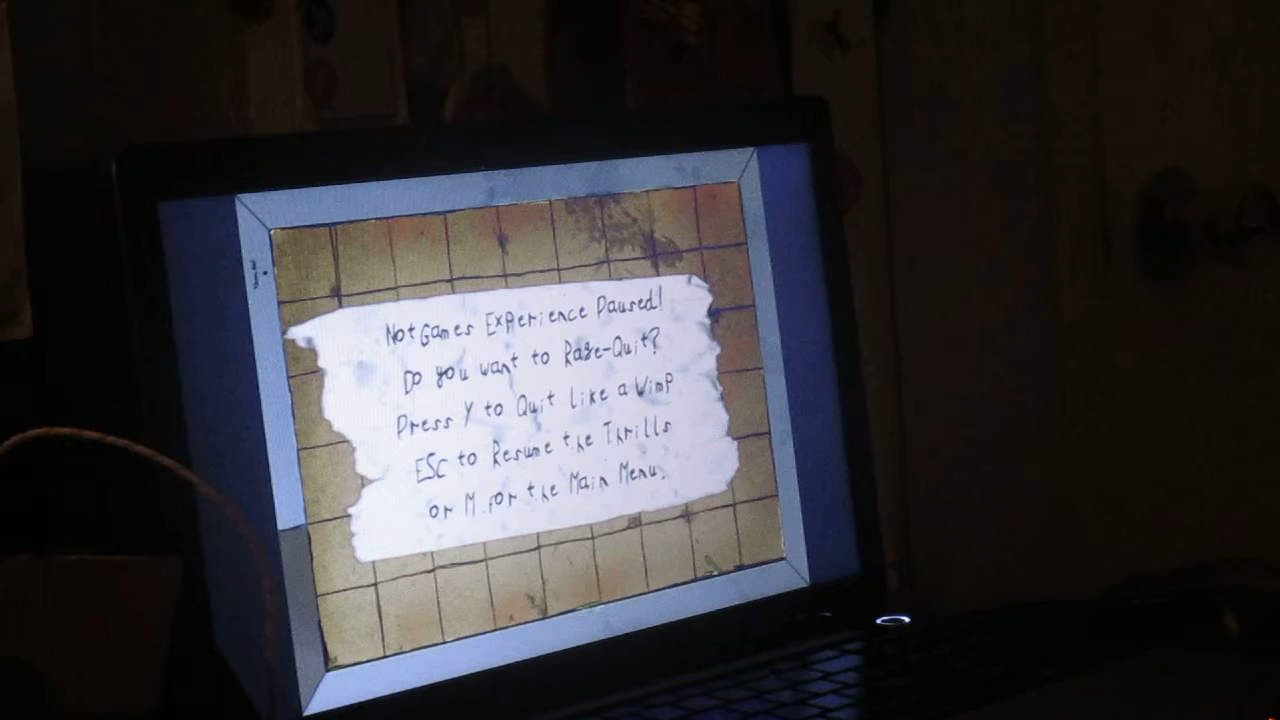 NotGames Experience Paused!
Do you want to Rage-Quit?
Press Y to Quit like a Wimp
ESC to Resume the Thrills
or M for the Main Menu.